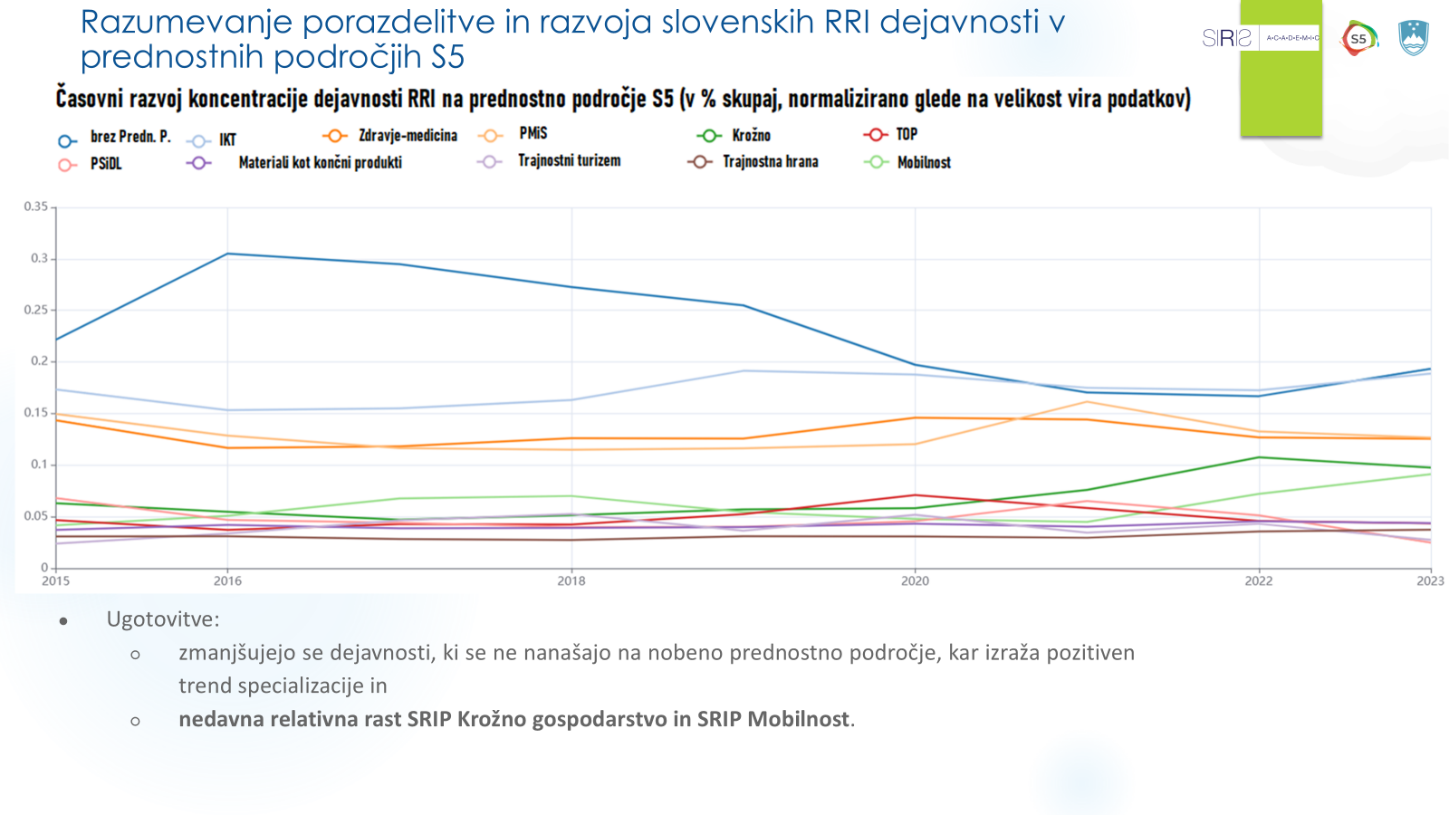 Razumevanje porazdelitve in razvoja slovenskih RRI dejavnosti v
prednostnih področjih S5
SIRIS A•C•A•D•E•M•I•C
S5
Časovni razvoj koncentracije dejavnosti RRI na prednostno področje S5 (v % skupaj, normalizirano glede na velikost vira podatkov)
brez Predn. P. IKT Zdravje-medicina PMiS Krožno TOP
PSiDL Materiali kot končni produkti Trajnostni turizem Trajnostna hrana Mobilnost
0.35
0.3
0.25
0.2
0.15
0.1
0.05
0
2015 2016 2018 2020 2022 2023
● Ugotovitve:
○ zmanjšujejo se dejavnosti, ki se ne nanašajo na nobeno prednostno področje, kar izraža pozitiven
trend specializacije in
○ nedavna relativna rast SRIP Krožno gospodarstvo in SRIP Mobilnost.